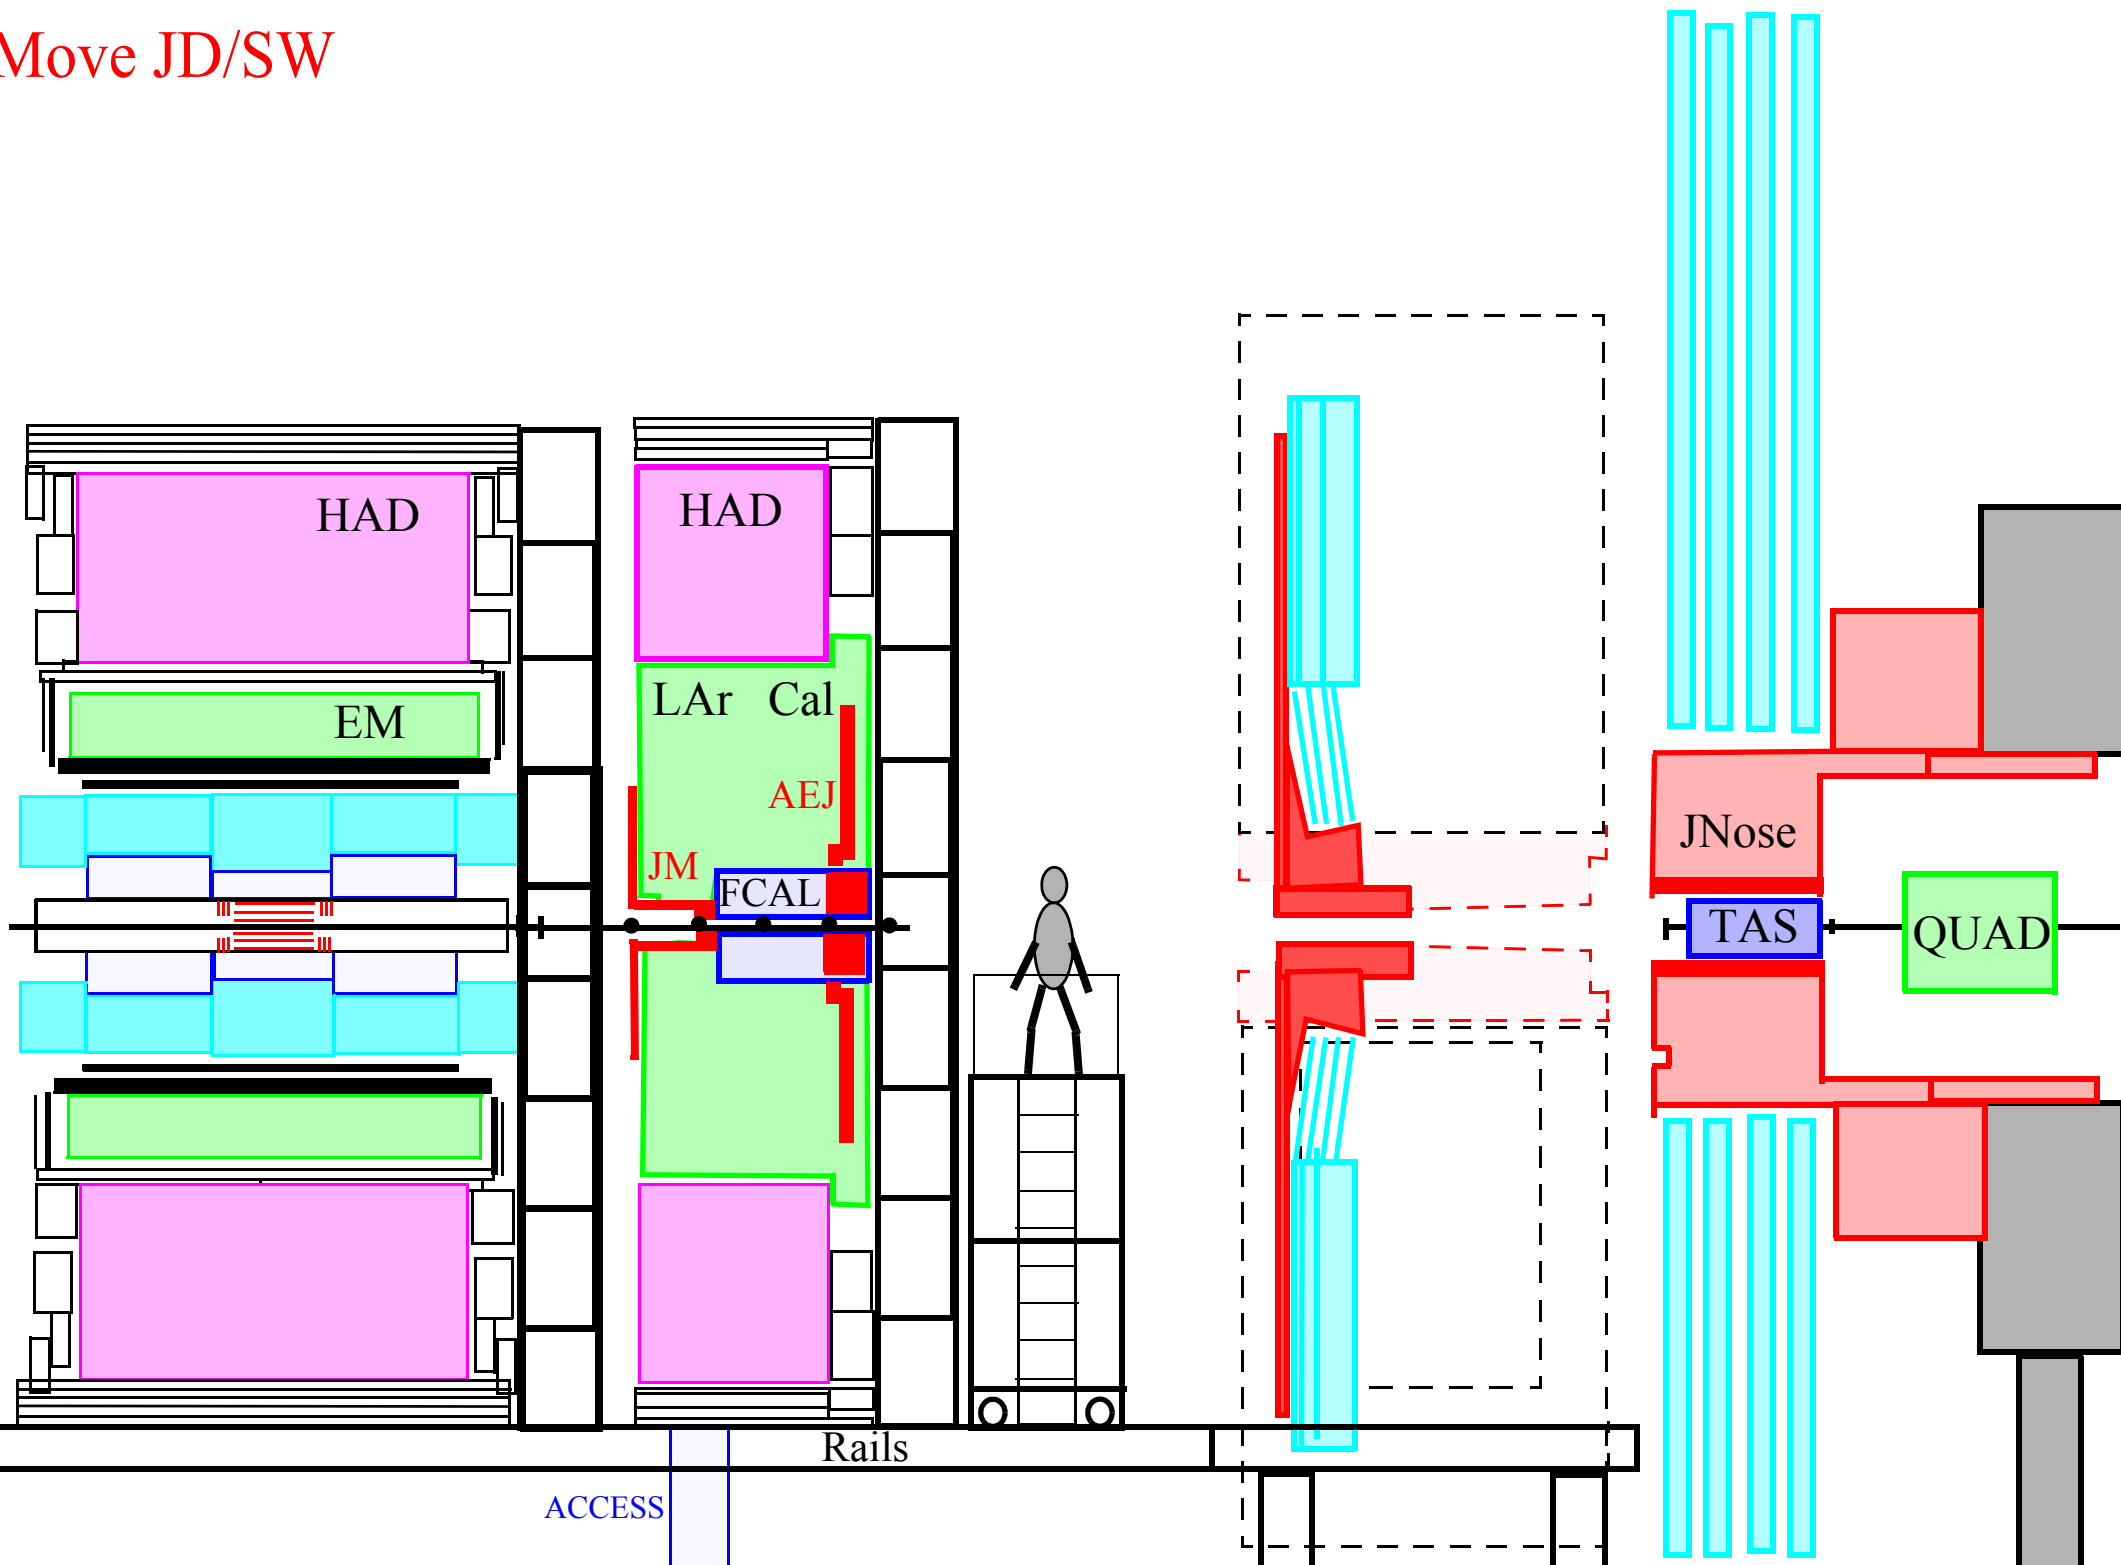 Move JD/SW
HAD
HAD
EM
LAr Cal
AEJ
JM
FCAL
JNose
TAS
QUAD
Rails
ACCESS